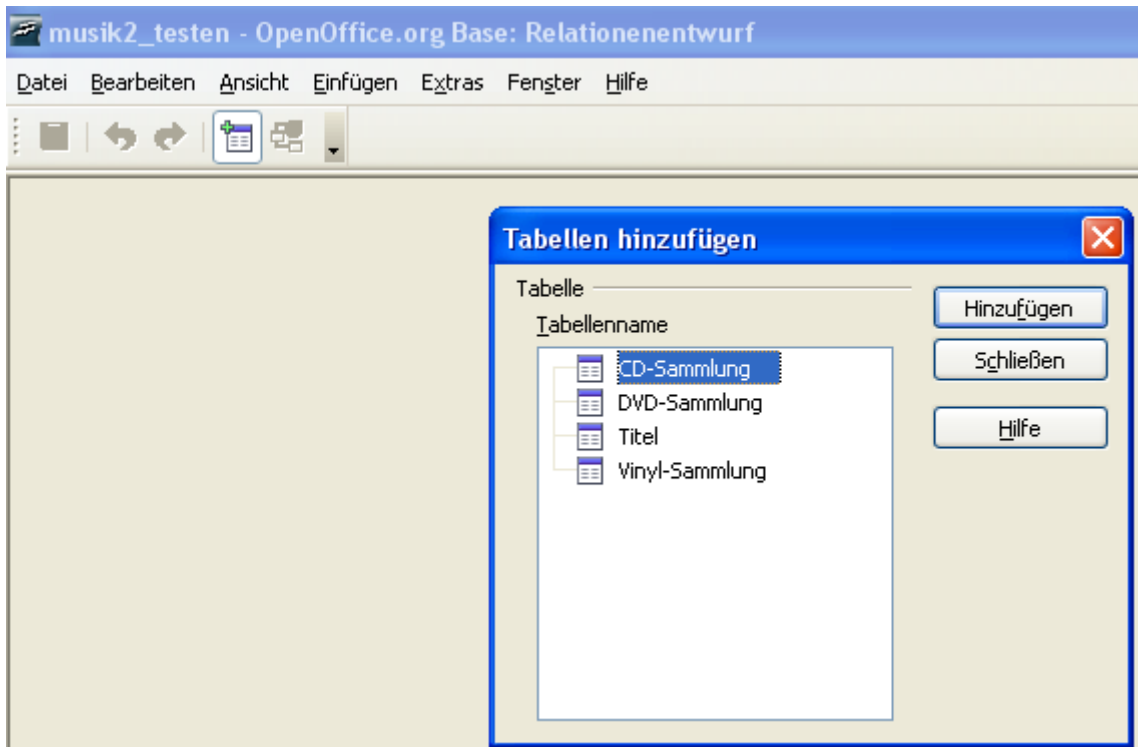 musik2_testen - OpenOffice.org Base: Relationenentwurf
Datei Bearbeiten Ansicht Einfügen Extras Fenster Hilfe
Tabellen hinzufügen
Tabelle
Tabellenname
CD-Sammlung
DVD-Sammlung
Titel
Vinyl-Sammlung
Hinzufügen
Schließen
Hilfe